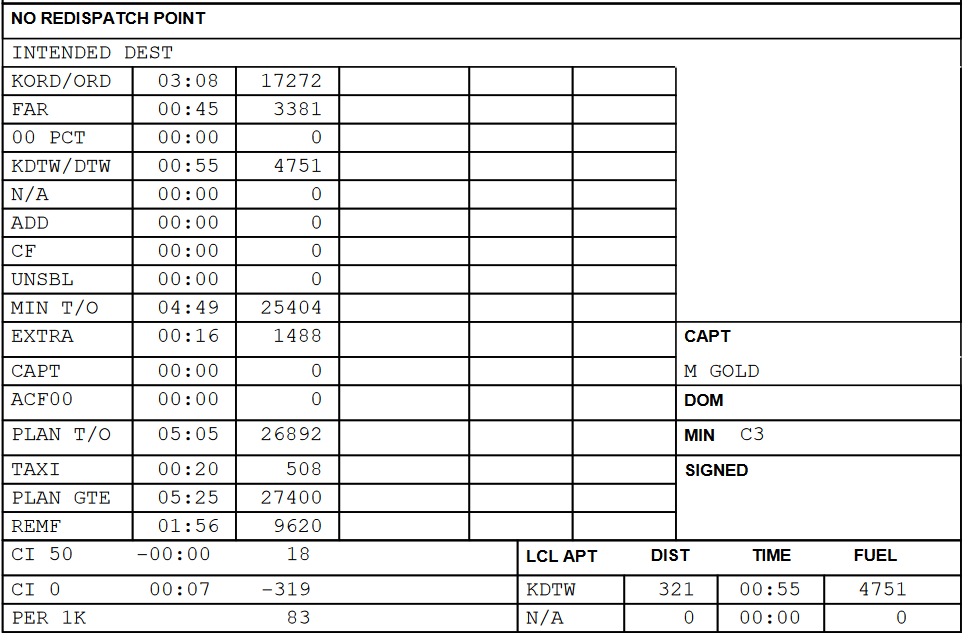 NO REDISPATCH POINT
INTENDED DEST
KORD/ORD 03:08 17272
FAR 00:45 3381
00 PCT 00:00 0
KDTW/DTW 00:55 4751
N/A 00:00 0
ADD 00:00 0
CF 00:00 0
UNSBL 00:00 0
MIN T/O 04:49 25404
EXTRA 00:16 1488 CAPT
CAPT 00:00 0 M GOLD
ACF00 00:00 0 DOM
PLAN T/O 05:05 26892 MIN C3
TAXI 00:20 508 SIGNED
PLAN GTE 05:25 27400
REMF 01:56 9620
CI 50 -00:00 18 LCL APT DIST TIME FUEL
CI 0 00:07 -319 KDTW 321 00:55 4751
PER 1K 83 N/A 0 00:00 0